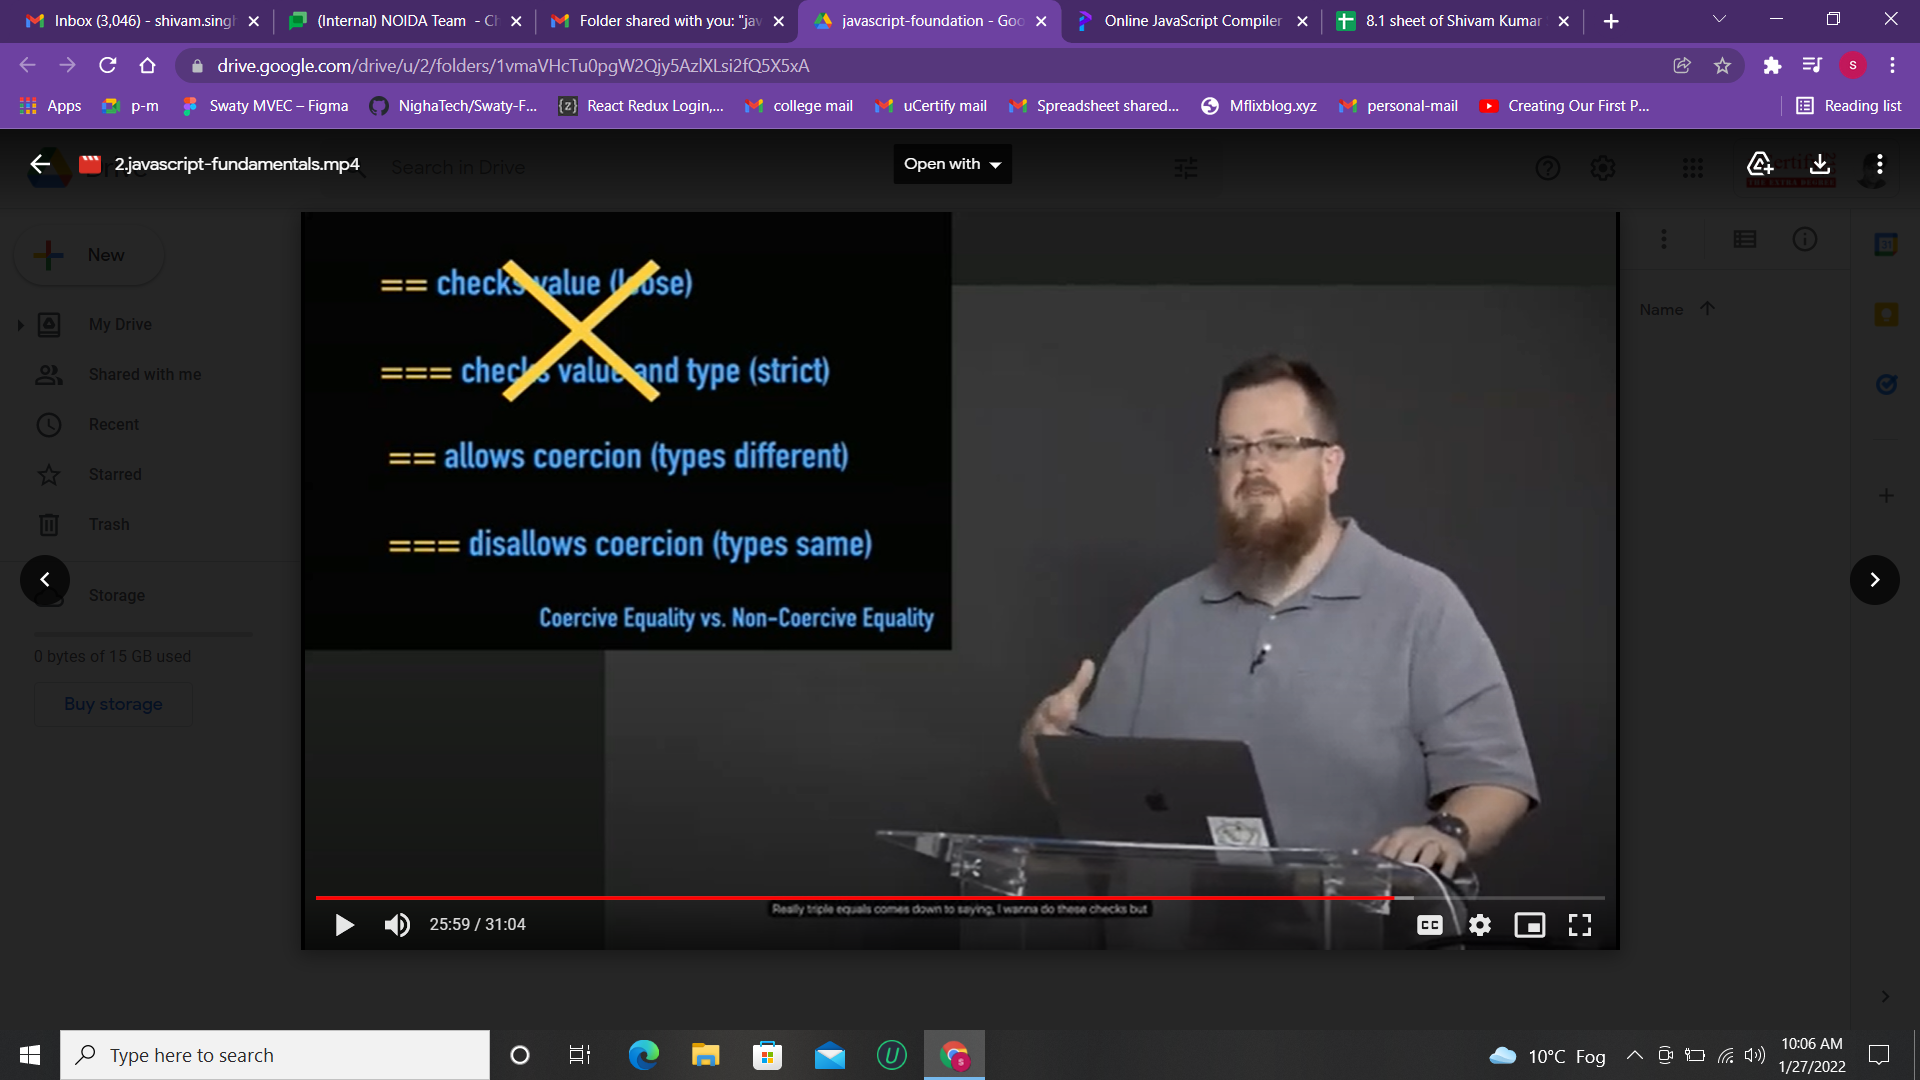 Inbox (3,046) - shivam.singh
(Internal) NOIDA Team - Ch
Folder shared with you: "jav
javascript-foundation - Goo
Online JavaScript Compiler
8.1 sheet of Shivam Kumar
drive.google.com/drive/u/2/folders/1vmaVHcTu0pgW2Qjy5AzlXLsi2fQ5X5xA
S
Apps
p-m
Swaty MVEC – Figma
NighaTech/Swaty-F...
React Redux Login,...
college mail
uCertify mail
Spreadsheet shared...
Mflixblog.xyz
personal-mail
Creating Our First P...
Reading list
2.javascript-fundamentals.mp4
Search in Drive
Open with
New
My Drive
Shared with me
Recent
Starred
Trash
Storage
0 bytes of 15 GB used
Buy storage
Name
== checks value (loose)
=== checks value and type (strict)
== allows coercion (types different)
=== disallows coercion (types same)
Coercive Equality vs. Non-Coercive Equality
Really triple equals comes down to saying, I wanna do these checks but
25:59 / 31:04
CC
Type here to search
10°C Fog
10:06 AM
1/27/2022